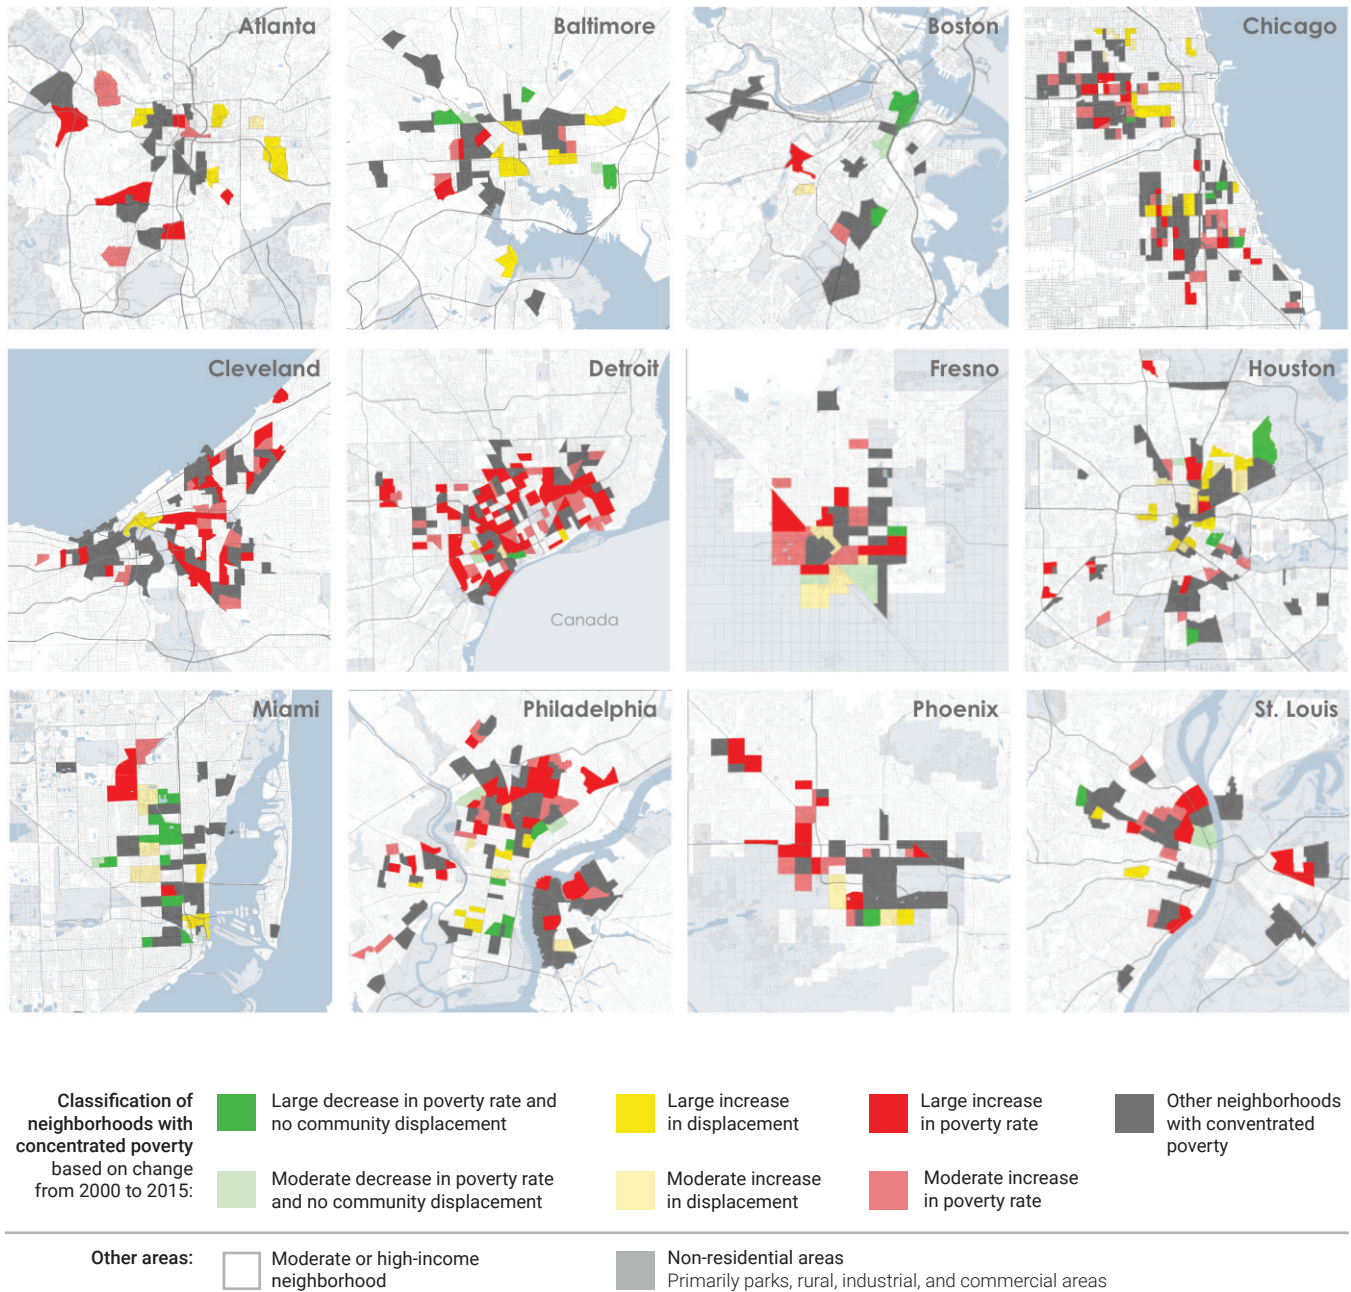 Atlanta
Baltimore
Boston
Chicago
Cleveland
Detroit
Fresno
Houston
Canada
Miami
Philadelphia
Phoenix
St. Louis
Classification of
neighborhoods with
concentrated poverty
based on change
from 2000 to 2015:
Large decrease in poverty rate and
no community displacement
Large increase
in displacement
Large increase
in poverty rate
Other neighborhoods
with conventrated
poverty
Moderate decrease in poverty rate
and no community displacement
Moderate increase
in displacement
Moderate increase
in poverty rate
Other areas:
Moderate or high-income
neighborhood
Non-residential areas
Primarily parks, rural, industrial, and commercial areas